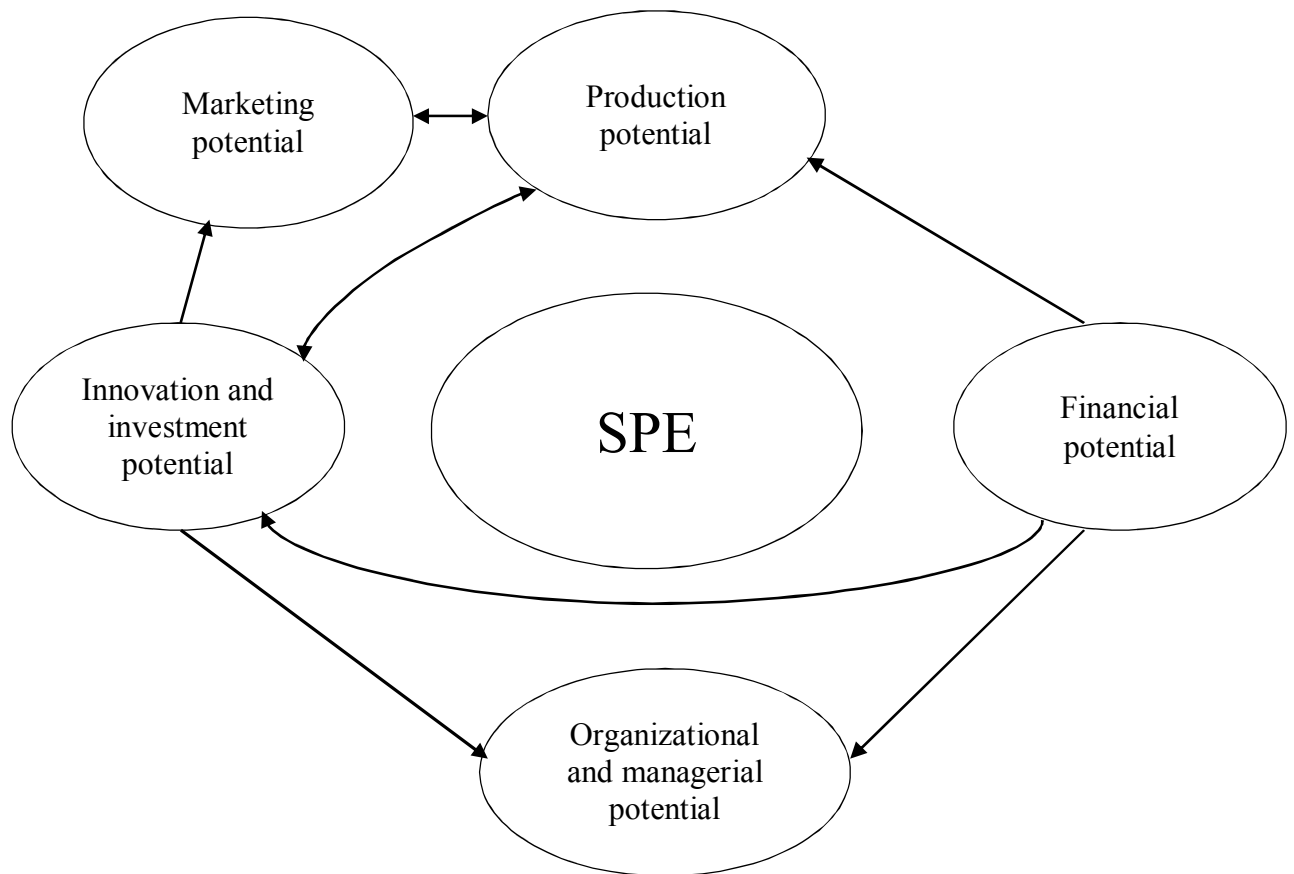 Marketing
potential
Production
potential
Innovation and
investment
potential
SPE
Financial
potential
Organizational
and managerial
potential